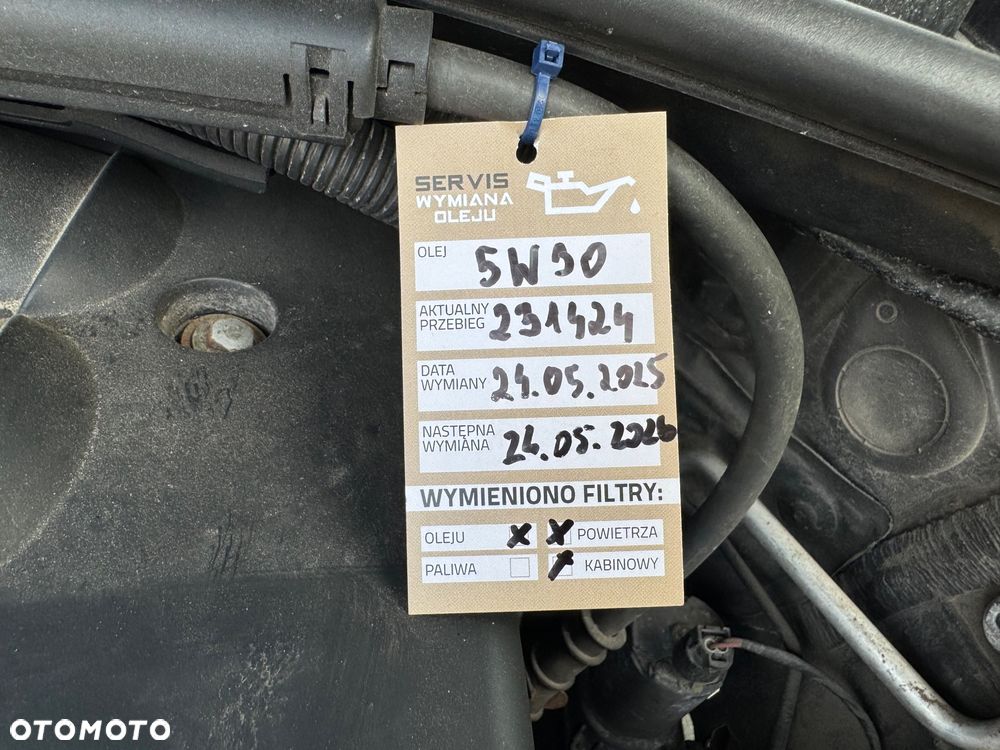 SERVIS
WYMIANA
OLEJU
OLEJ
5W30
AKTUALNY
PRZEBIEG
231424
DATA
WYMIANY
24.05.2025
NASTĘPNA
WYMIANA
24.05.2026
WYMIENIONO FILTRY:
OLEJU
POWIETRZA
PALIWA
KABINOWY
OTOMOTO